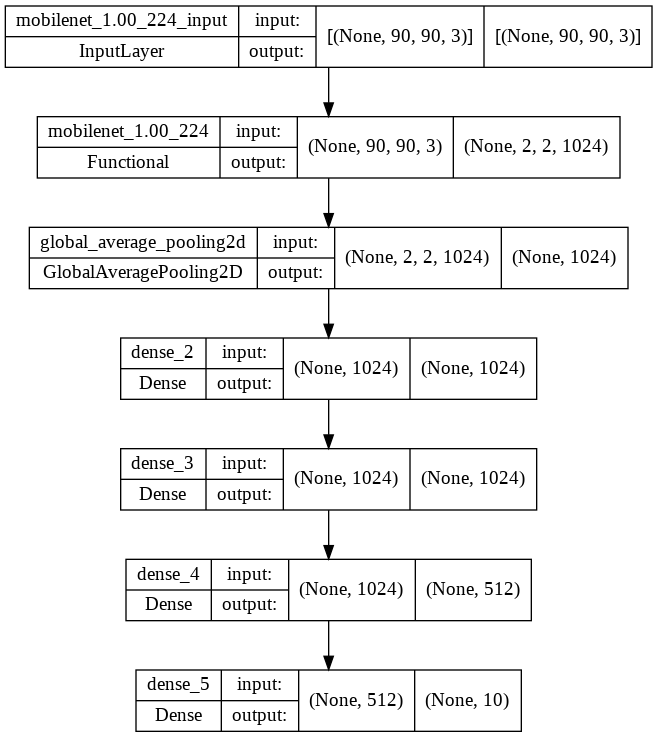 mobilenet_1.00_224_input input: [(None, 90, 90, 3)] [(None, 90, 90, 3)]
InputLayer output:
mobilenet_1.00_224 input: (None, 90, 90, 3) (None, 2, 2, 1024)
Functional output:
global_average_pooling2d input: (None, 2, 2, 1024) (None, 1024)
GlobalAveragePooling2D output:
dense_2 input: (None, 1024) (None, 1024)
Dense output:
dense_3 input: (None, 1024) (None, 1024)
Dense output:
dense_4 input: (None, 1024) (None, 512)
Dense output:
dense_5 input: (None, 512) (None, 10)
Dense output: